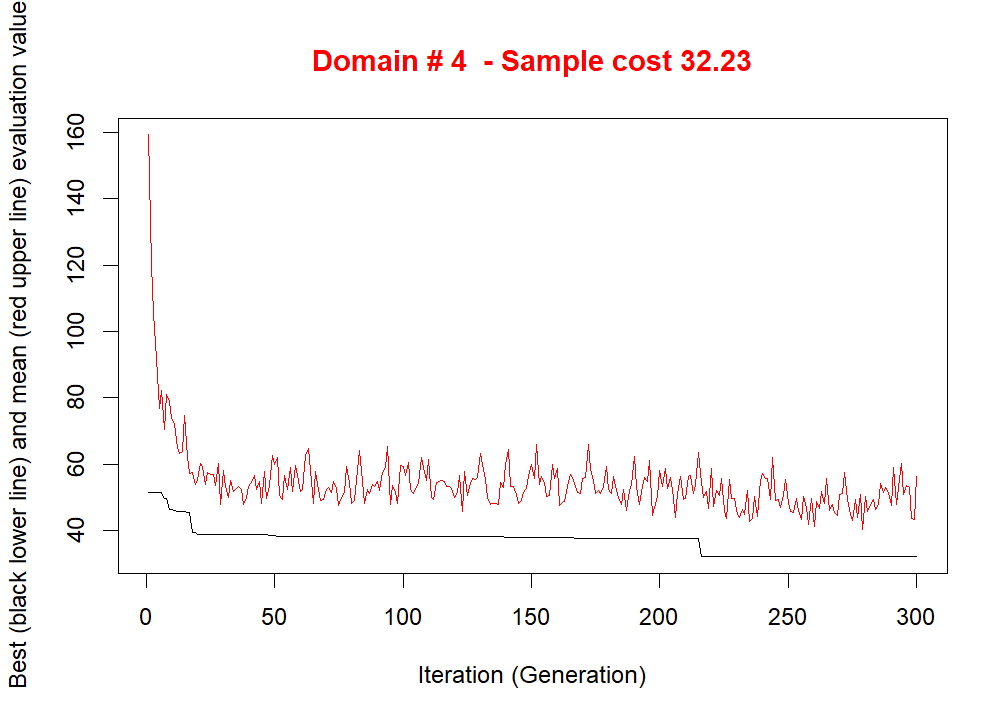 Domain # 4  - Sample cost 32.23
Best (black lower line) and mean (red upper line) evaluation value
160
140
120
100
80
60
40
0 50 100 150 200 250 300
Iteration (Generation)